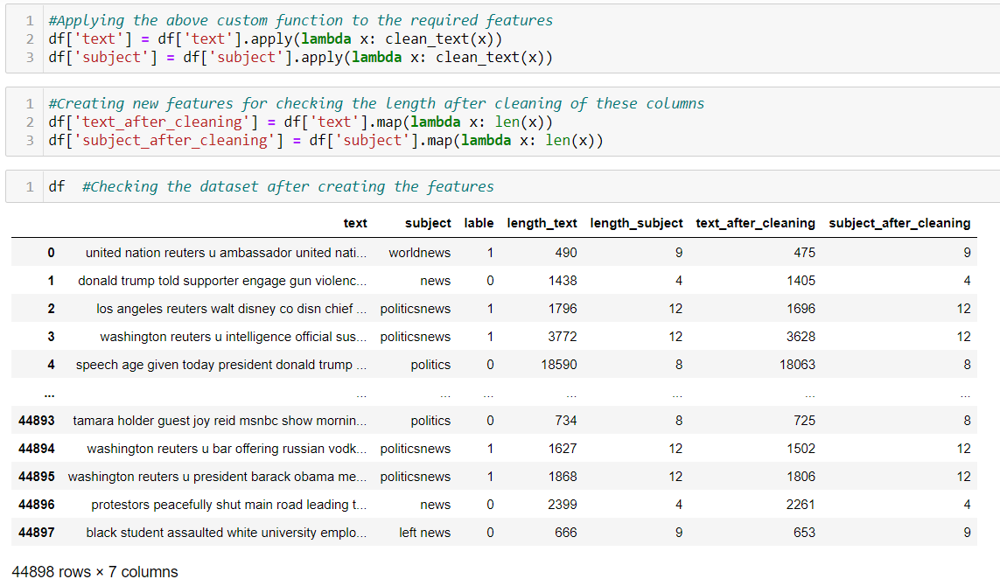 1 #Applying the above custom function to the required features
2 df['text'] = df['text'].apply(lambda x: clean_text(x))
3 df['subject'] = df['subject'].apply(lambda x: clean_text(x))
1 #Creating new features for checking the length after cleaning of these columns
2 df['text_after_cleaning'] = df['text'].map(lambda x: len(x))
3 df['subject_after_cleaning'] = df['subject'].map(lambda x: len(x))
1 df #Checking the dataset after creating the features
text subject lable length_text length_subject text_after_cleaning subject_after_cleaning
0 united nation reuters u ambassador united nati... worldnews 1 490 9 475 9
1 donald trump told supporter engage gun violenc... news 0 1438 4 1405 4
2 los angeles reuters walt disney co disn chief ... politicsnews 1 1796 12 1696 12
3 washington reuters u intelligence official sus... politicsnews 1 3772 12 3628 12
4 speech age given today president donald trump ... politics 0 18590 8 18063 8
... ... ... ... ... ... ... ...
44893 tamara holder guest joy reid msnbc show mornin... politics 0 734 8 725 8
44894 washington reuters u bar offering russian vodk... politicsnews 1 1627 12 1502 12
44895 washington reuters u president barack obama me... politicsnews 1 1868 12 1806 12
44896 protestors peacefully shut main road leading t... news 0 2399 4 2261 4
44897 black student assaulted white university emplo... left news 0 666 9 653 9
44898 rows × 7 columns